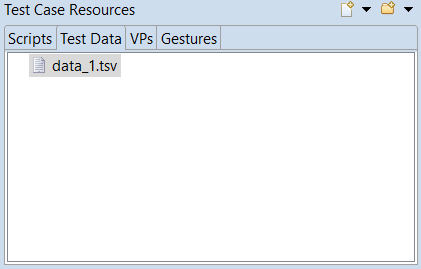 Test Case Resources
Scripts Test Data VPs Gestures
data_1.tsv